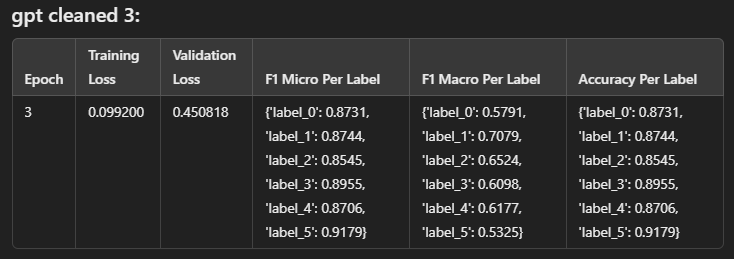 gpt cleaned 3:
Epoch Training Loss Validation Loss F1 Micro Per Label F1 Macro Per Label Accuracy Per Label
3 0.099200 0.450818 {'label_0': 0.8731, {'label_0': 0.5791, {'label_0': 0.8731,
'label_1': 0.8744, 'label_1': 0.7079, 'label_1': 0.8744,
'label_2': 0.8545, 'label_2': 0.6524, 'label_2': 0.8545,
'label_3': 0.8955, 'label_3': 0.6098, 'label_3': 0.8955,
'label_4': 0.8706, 'label_4': 0.6177, 'label_4': 0.8706,
'label_5': 0.9179} 'label_5': 0.5325} 'label_5': 0.9179}